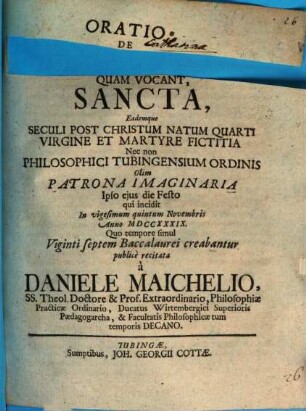 26
ORATIO.
DE
Catharina
QUAM VOCANT,
SANCTA,
Eademque
SECULI POST CHRISTUM NATUM QUARTI
VIRGINE ET MARTYRE FICTITIA
Nec non
PHILOSOPHICI TUBINGENSIUM ORDINIS
Olim
PATRONA IMAGINARIA
Ipso ejus die Festo
qui incidit
In vigesimum quintum Novembris
Anno MDCCXXXIX.
Quo tempore simul
Viginti septem Baccalaurei creabantur
publicè recitata
à
DANIELE MAICHELIO,
SS. Theol. Doctore & Prof. Extraordinario, Philosophiæ
Practicæ Ordinario, Ducatus Wirtembergici Superioris
Pædagogarcha, & Facultatis Philosophicæ tum
temporis DECANO.
TUBINGÆ,
Sumptibus, JOH. GEORGII COTTÆ.
26